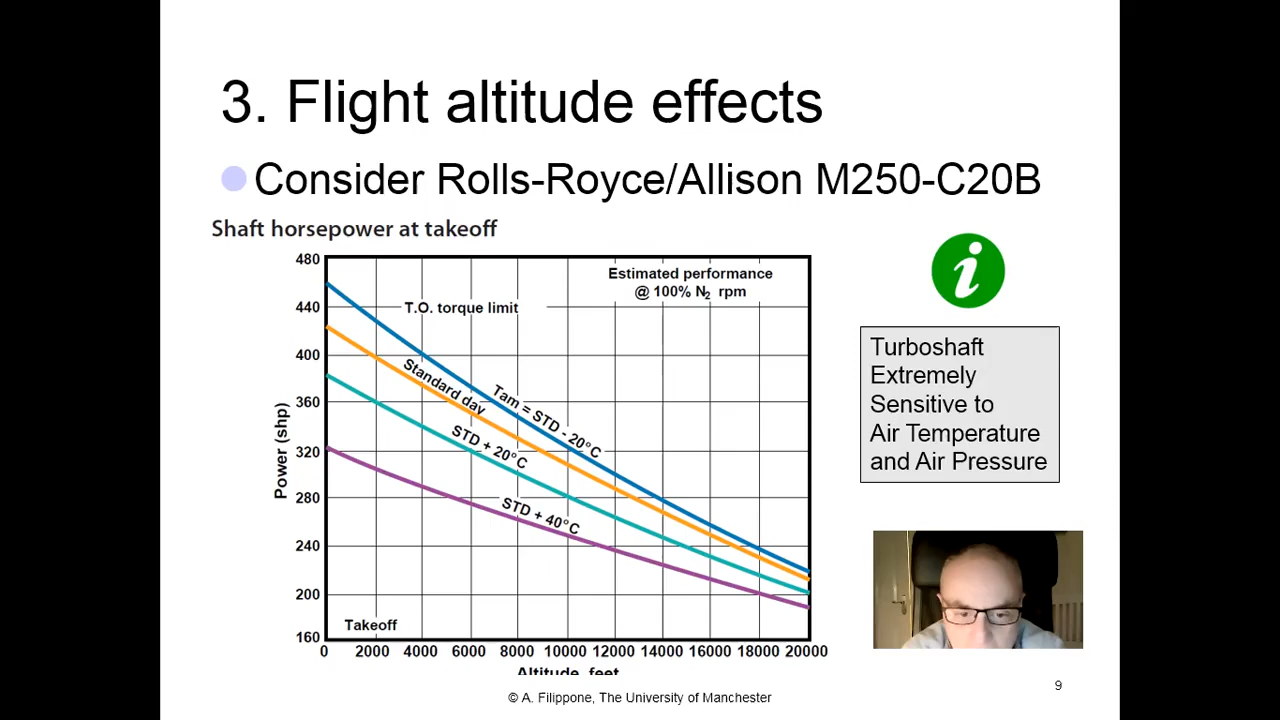 3. Flight altitude effects
Consider Rolls-Royce/Allison M250-C20B
Shaft horsepower at takeoff
480
440
400
360
320
280
240
200
160
Power (shp)
Estimated performance
@ 100% N2 rpm
T.O. torque limit
Tam = STD - 20°C
Standard day
STD + 20°C
STD + 40°C
Takeoff
0 2000 4000 6000 8000 10000 12000 14000 16000 18000 20000
Altitude, feet
Turboshaft
Extremely
Sensitive to
Air Temperature
and Air Pressure
9
© A. Filippone, The University of Manchester